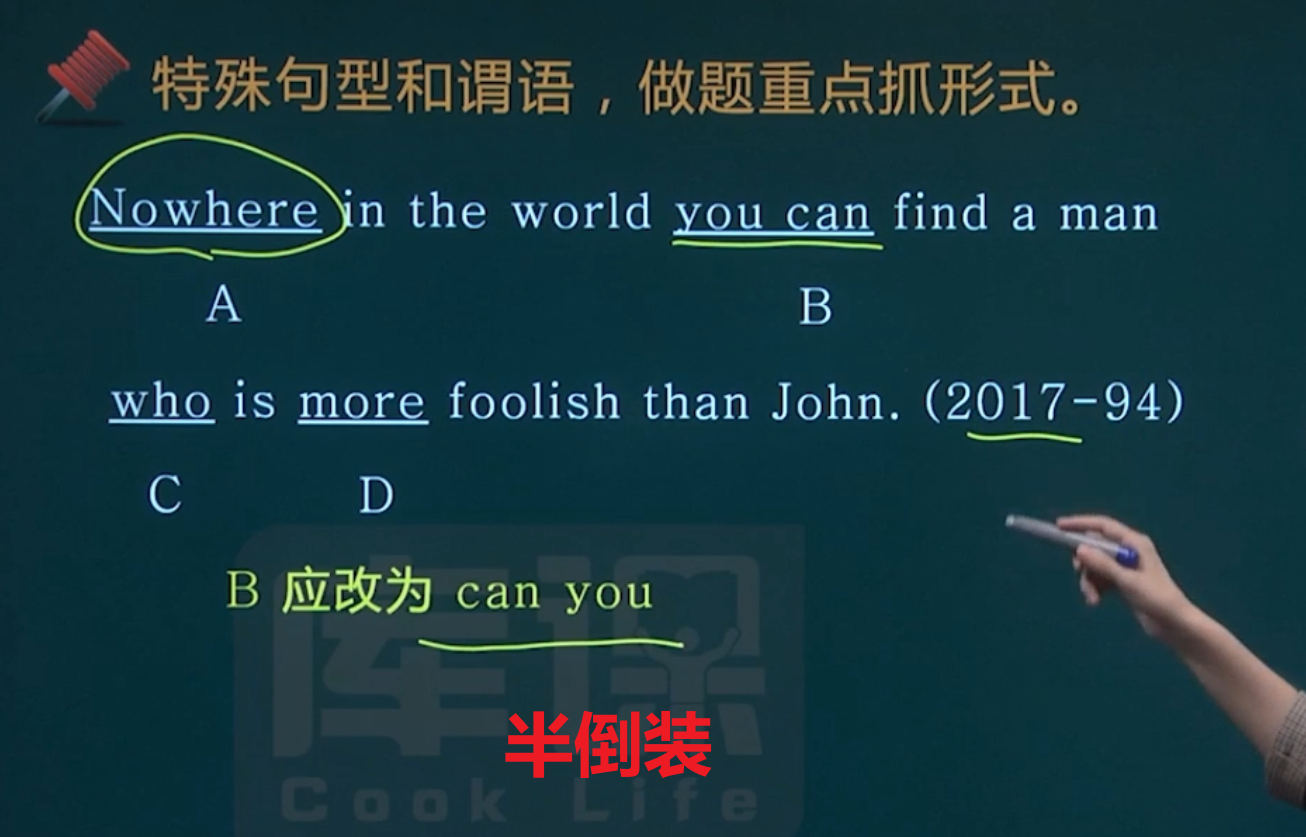 特殊句型和谓语，做题重点抓形式。
Nowhere in the world you can find a man
A B
who is more foolish than John. (2017-94)
C D
B 应改为 can you
半倒装
库课
Cook Life